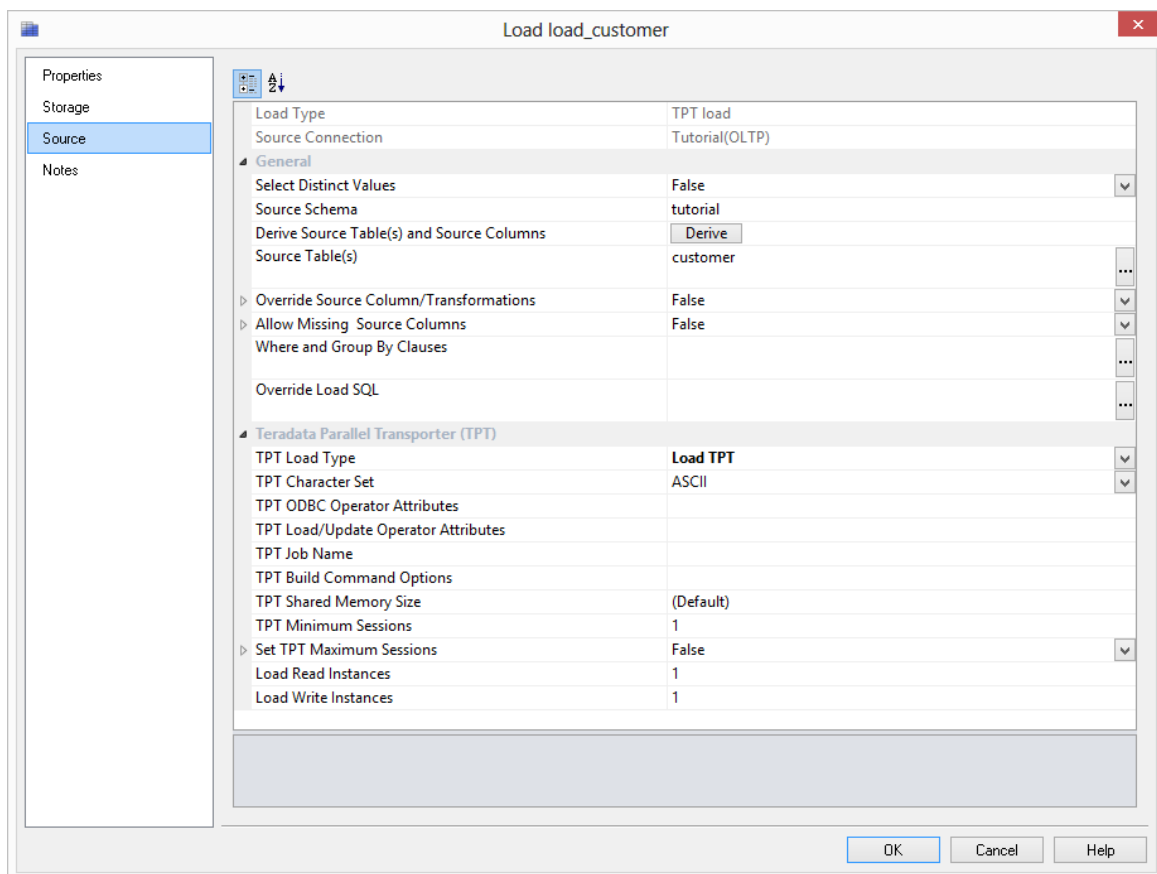 Load load_customer
Properties
Storage
Source
Notes
Load Type TPT load
Source Connection Tutorial(OLTP)
General
Select Distinct Values False
Source Schema tutorial
Derive Source Table(s) and Source Columns Derive
Source Table(s) customer ...
Override Source Column/Transformations False
Allow Missing  Source Columns False
Where and Group By Clauses ...
Override Load SQL ...
Teradata Parallel Transporter (TPT)
TPT Load Type Load TPT
TPT Character Set ASCII
TPT ODBC Operator Attributes
TPT Load/Update Operator Attributes
TPT Job Name
TPT Build Command Options
TPT Shared Memory Size (Default)
TPT Minimum Sessions 1
Set TPT Maximum Sessions False
Load Read Instances 1
Load Write Instances 1
OK Cancel Help